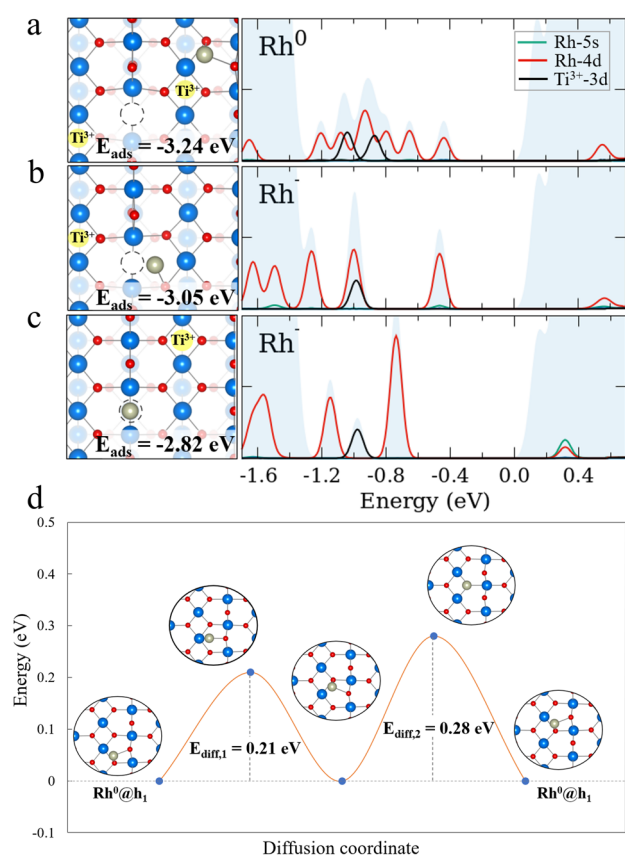 a
Rh⁰
Rh-5s
Rh-4d
Ti³⁺-3d
Ti³⁺
Ti³⁺
E_ads = -3.24 eV
b
Rh⁻
Ti³⁺
E_ads = -3.05 eV
c
Rh⁻
Ti³⁺
E_ads = -2.82 eV
-1.6 -1.2 -0.8 -0.4 0.0 0.4
Energy (eV)
d
0.5
0.4
0.3
0.2
0.1
0
-0.1
Energy (eV)
E_diff,1 = 0.21 eV
E_diff,2 = 0.28 eV
Rh⁰@h₁
Rh⁰@h₁
Diffusion coordinate